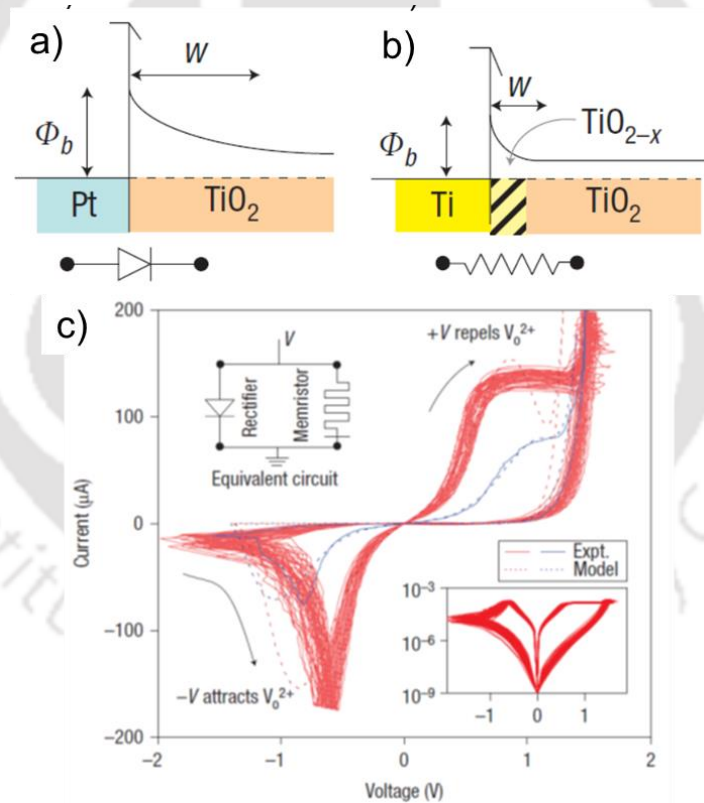 a)
W
Φb
Pt
TiO2
b)
W
Φb
TiO2–x
Ti
TiO2
c)
200
100
0
–100
–200
Current (μA)
–2
–1
0
1
2
Voltage (V)
V
Rectifier
Memristor
Equivalent circuit
+V repels Vo2+
–V attracts Vo2+
Expt.
Model
10–3
10–6
10–9
–1
0
1